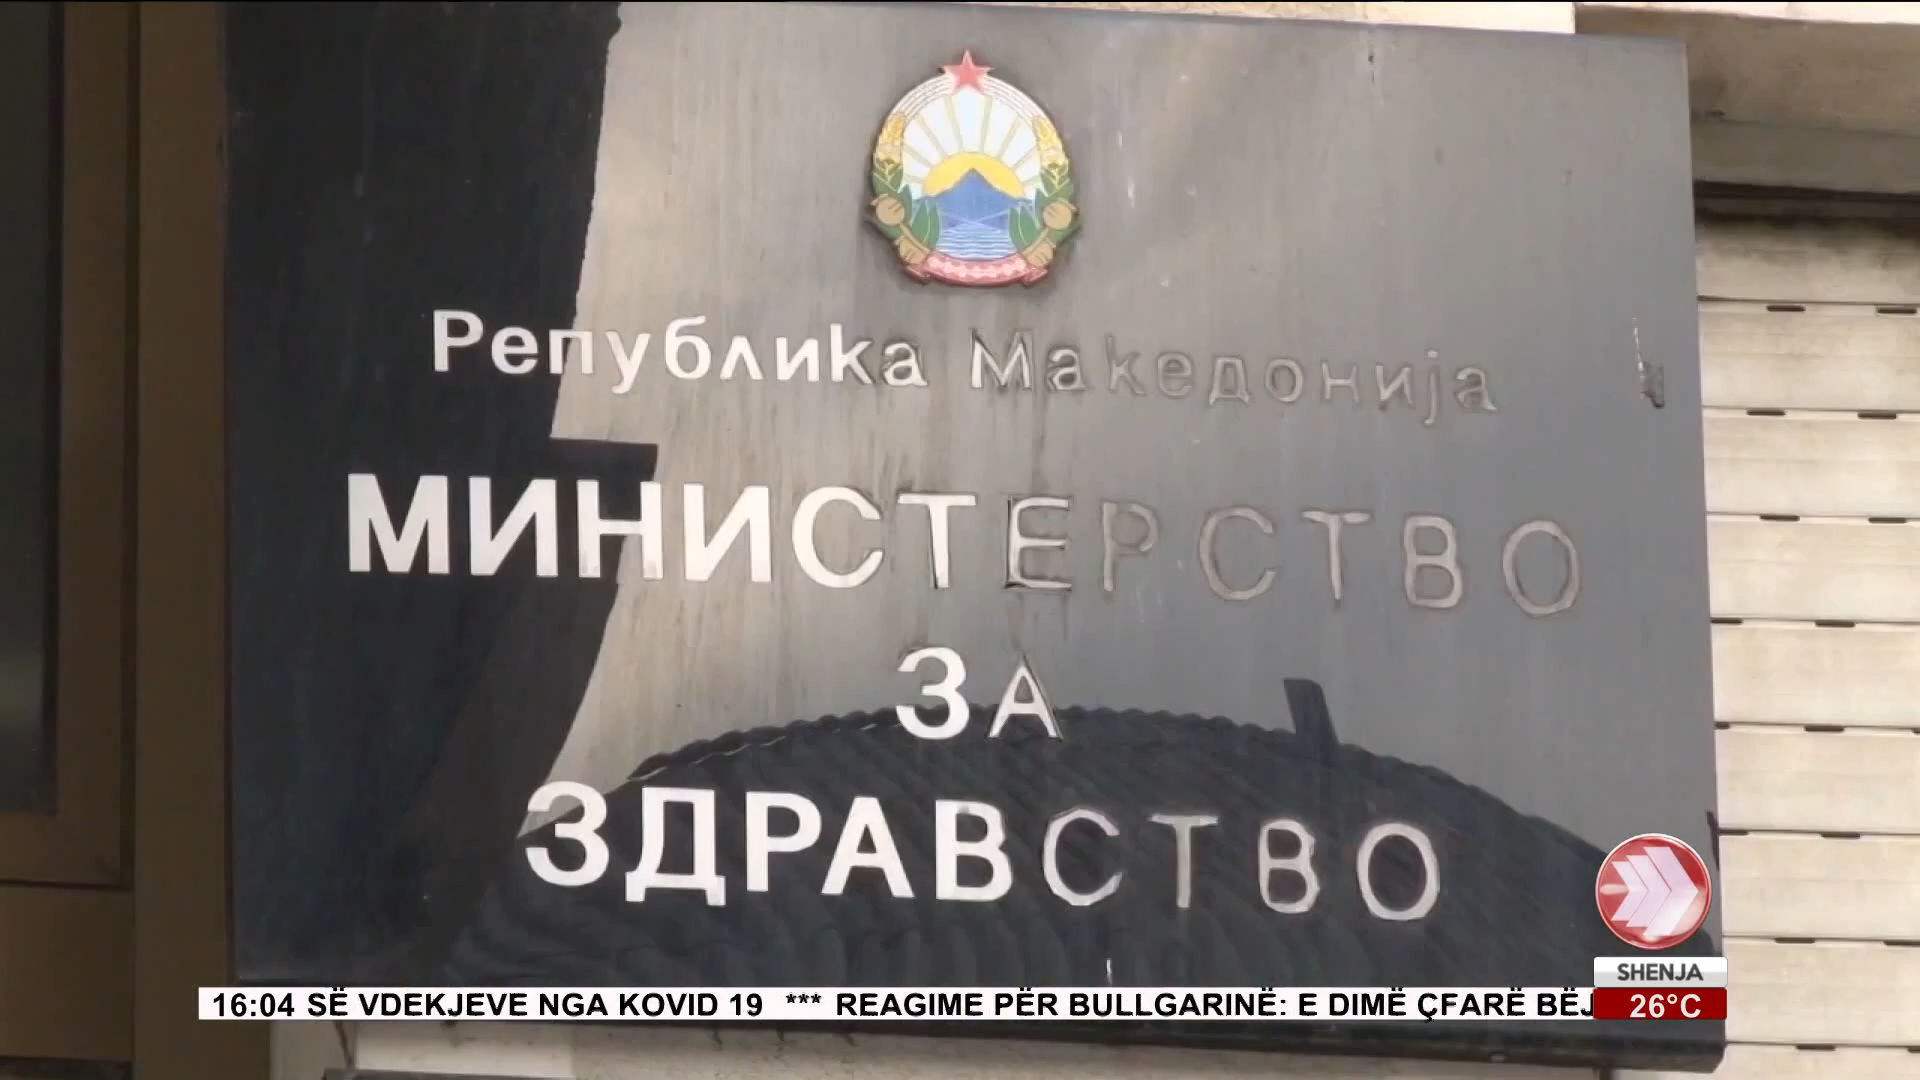 Република Македонија
МИНИСТЕРСТВО
ЗА
ЗДРАВСТВО
SHENJA
16:04 SË VDEKJEVE NGA KOVID 19 *** REAGIME PËR BULLGARINË: E DIMË ÇFARË BËJ
26°C